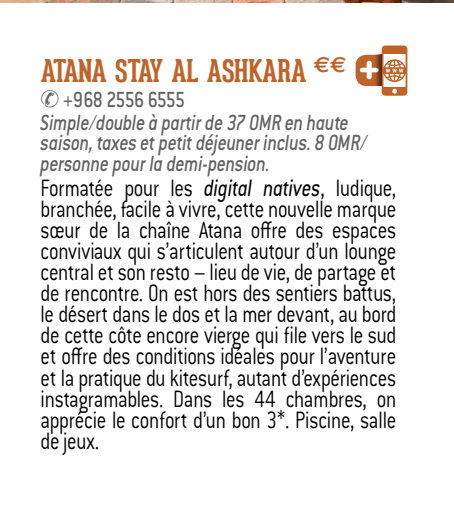 ATANA STAY AL ASHKARA €€
✆ +968 2556 6555
Simple/double à partir de 37 OMR en haute
saison, taxes et petit déjeuner inclus. 8 OMR/
personne pour la demi-pension.
Formatée pour les digital natives, ludique,
branchée, facile à vivre, cette nouvelle marque
sœur de la chaîne Atana offre des espaces
conviviaux qui s’articulent autour d’un lounge
central et son resto – lieu de vie, de partage et
de rencontre. On est hors des sentiers battus,
le désert dans le dos et la mer devant, au bord
de cette côte encore vierge qui file vers le sud
et offre des conditions idéales pour l’aventure
et la pratique du kitesurf, autant d’expériences
instagramables. Dans les 44 chambres, on
apprécie le confort d’un bon 3*. Piscine, salle
de jeux.